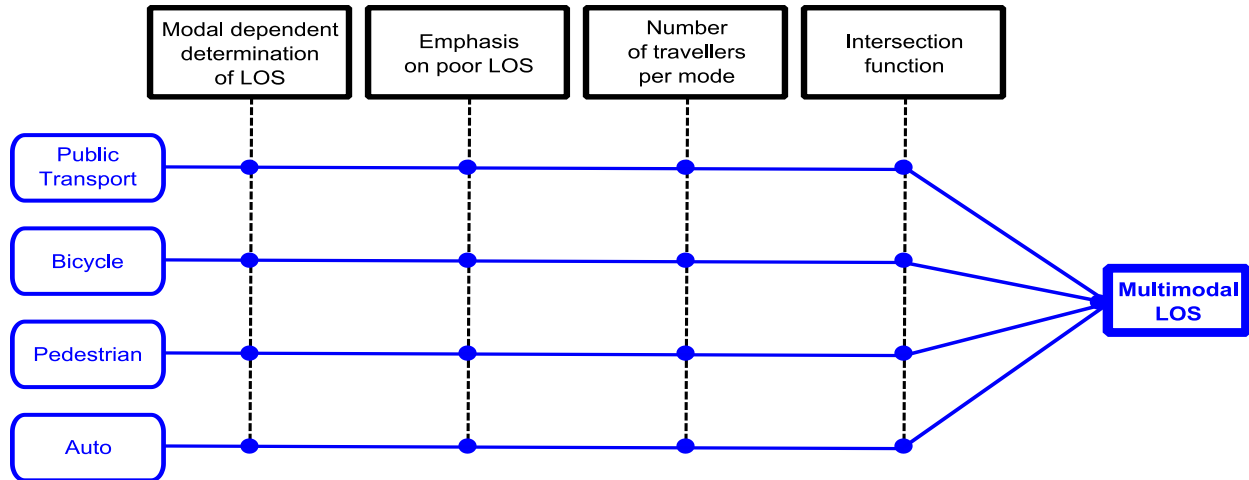 Modal dependent
determination
of LOS
Emphasis
on poor LOS
Number
of travellers
per mode
Intersection
function
Public
Transport
Bicycle
Pedestrian
Auto
Multimodal
LOS